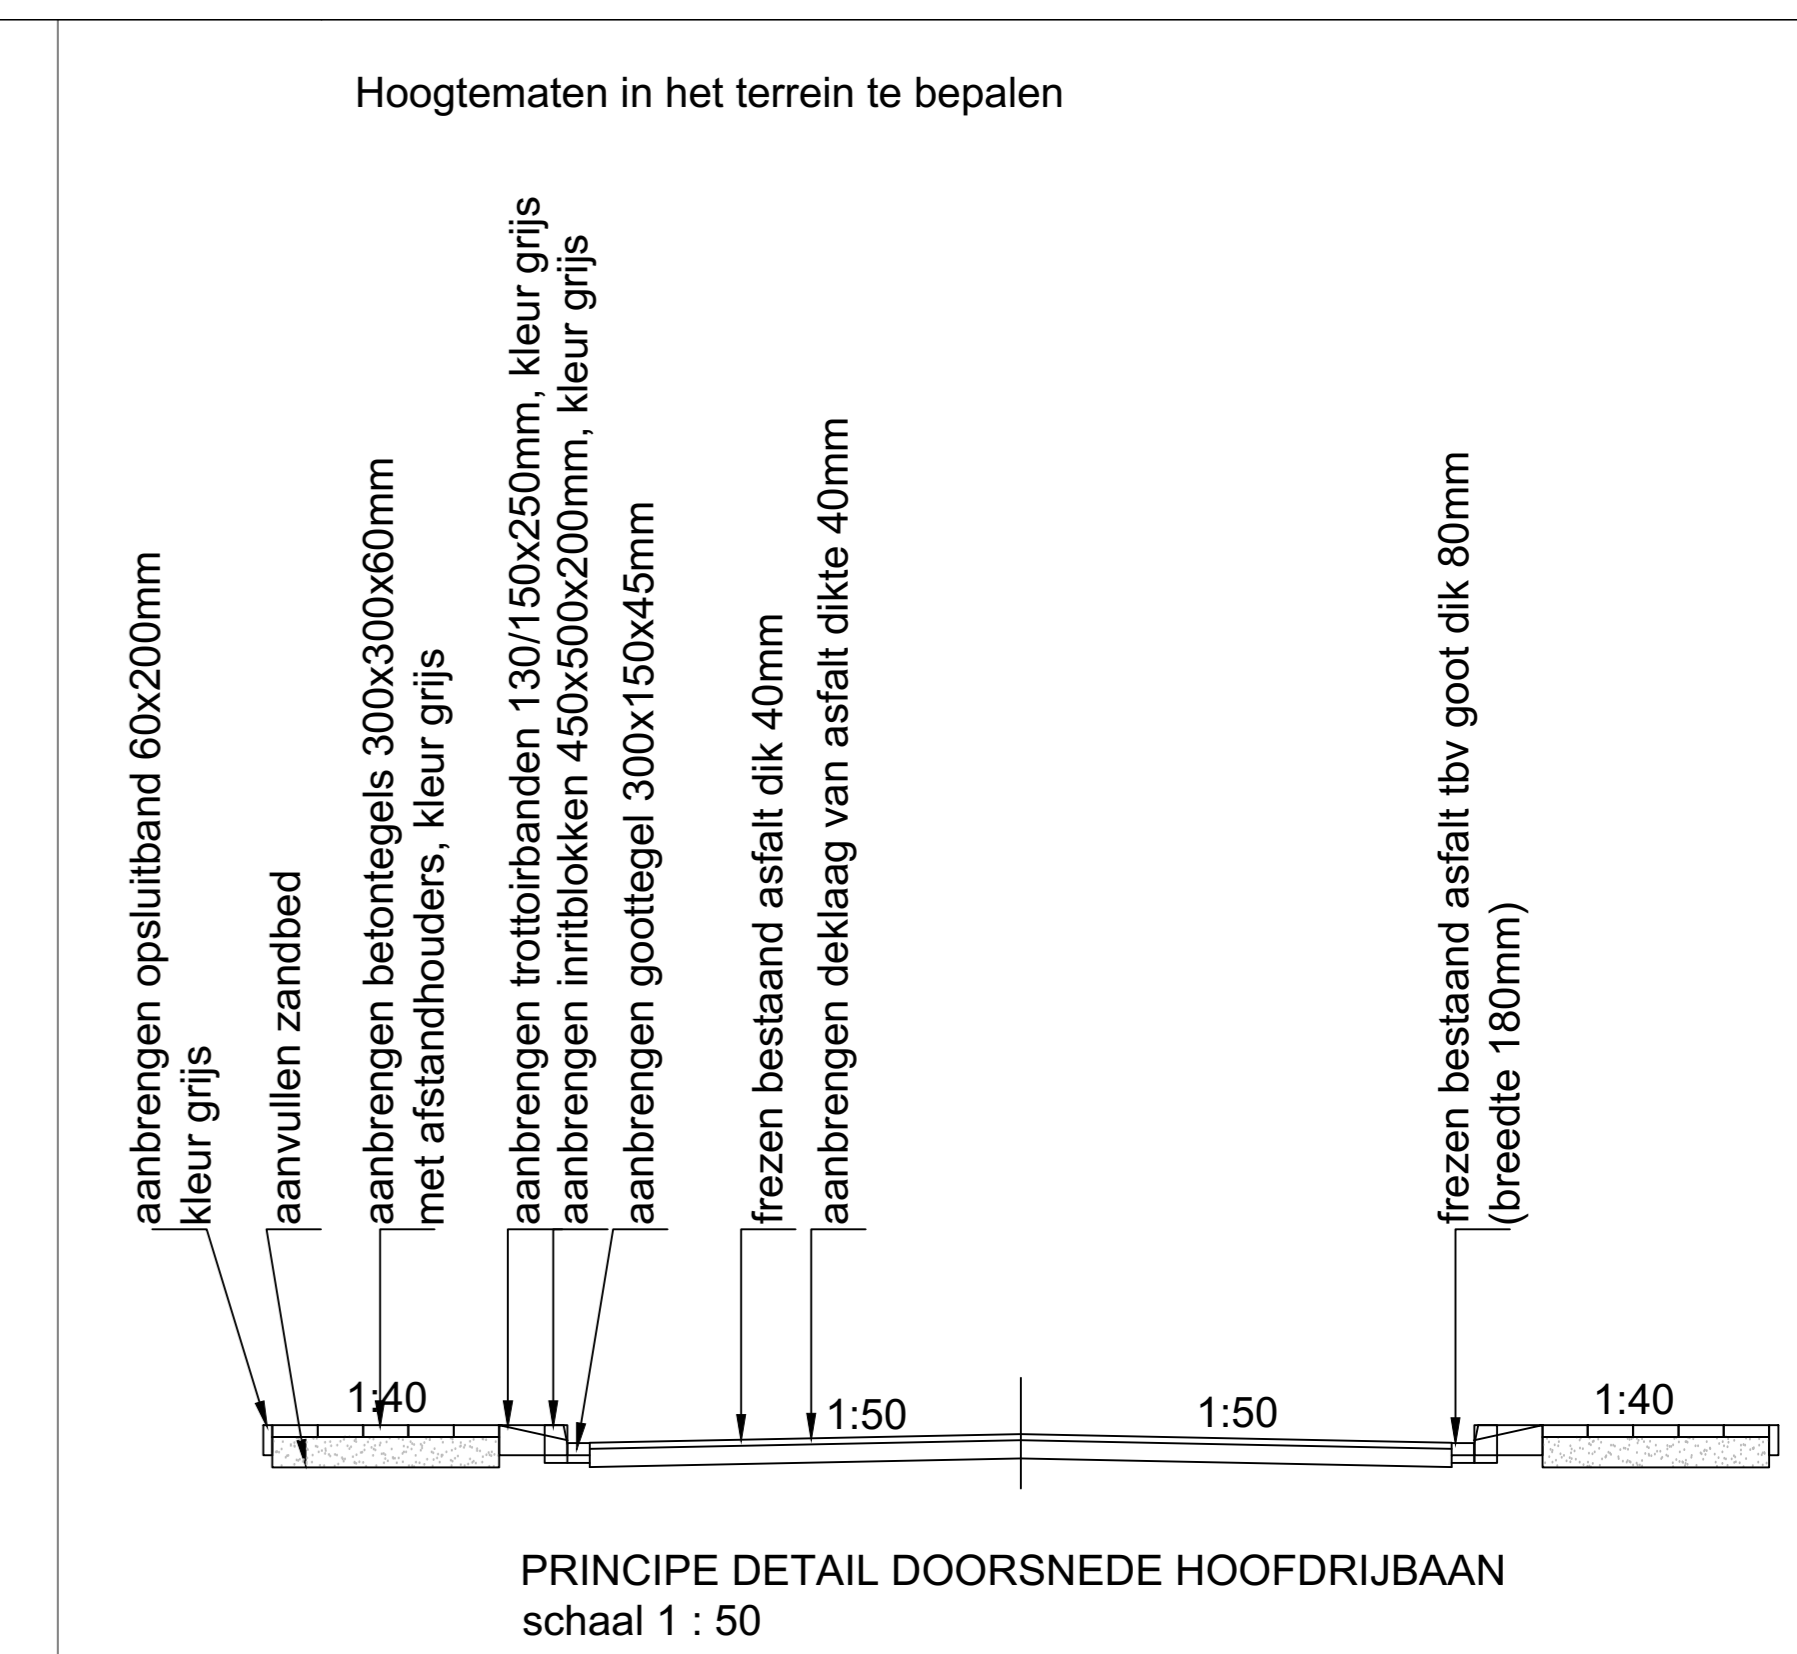 Hoogtematen in het terrein te bepalen
aanbrengen opsluitband 60x200mm
kleur grijs
aanvullen zandbed
aanbrengen betontegels 300x300x60mm
met afstandhouders, kleur grijs
aanbrengen trottoirbanden 130/150x250mm, kleur grijs
aanbrengen inritblokken 450x500x200mm, kleur grijs
aanbrengen goottegel 300x150x45mm
frezen bestaand asfalt dik 40mm
aanbrengen deklaag van asfalt dikte 40mm
frezen bestaand asfalt tbv goot dik 80mm
(breedte 180mm)
1:40
1:50
1:50
1:40
PRINCIPE DETAIL DOORSNEDE HOOFDRIJBAAN
schaal 1 : 50